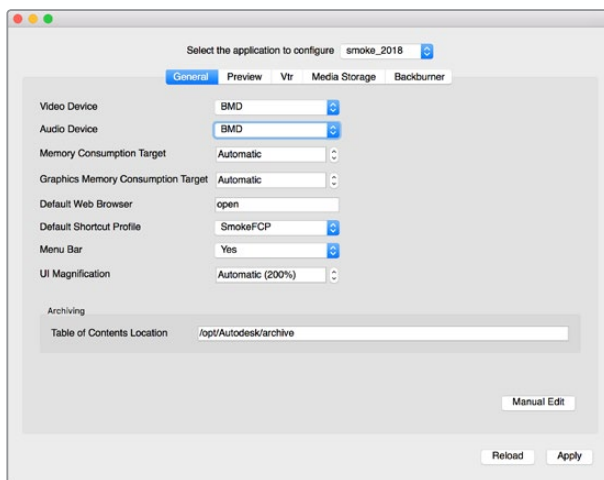 Select the application to configure smoke_2018
General Preview Vtr Media Storage Backburner
Video Device BMD
Audio Device BMD
Memory Consumption Target Automatic
Graphics Memory Consumption Target Automatic
Default Web Browser open
Default Shortcut Profile SmokeFCP
Menu Bar Yes
UI Magnification Automatic (200%)
Archiving
Table of Contents Location /opt/Autodesk/archive
Manual Edit
Reload Apply